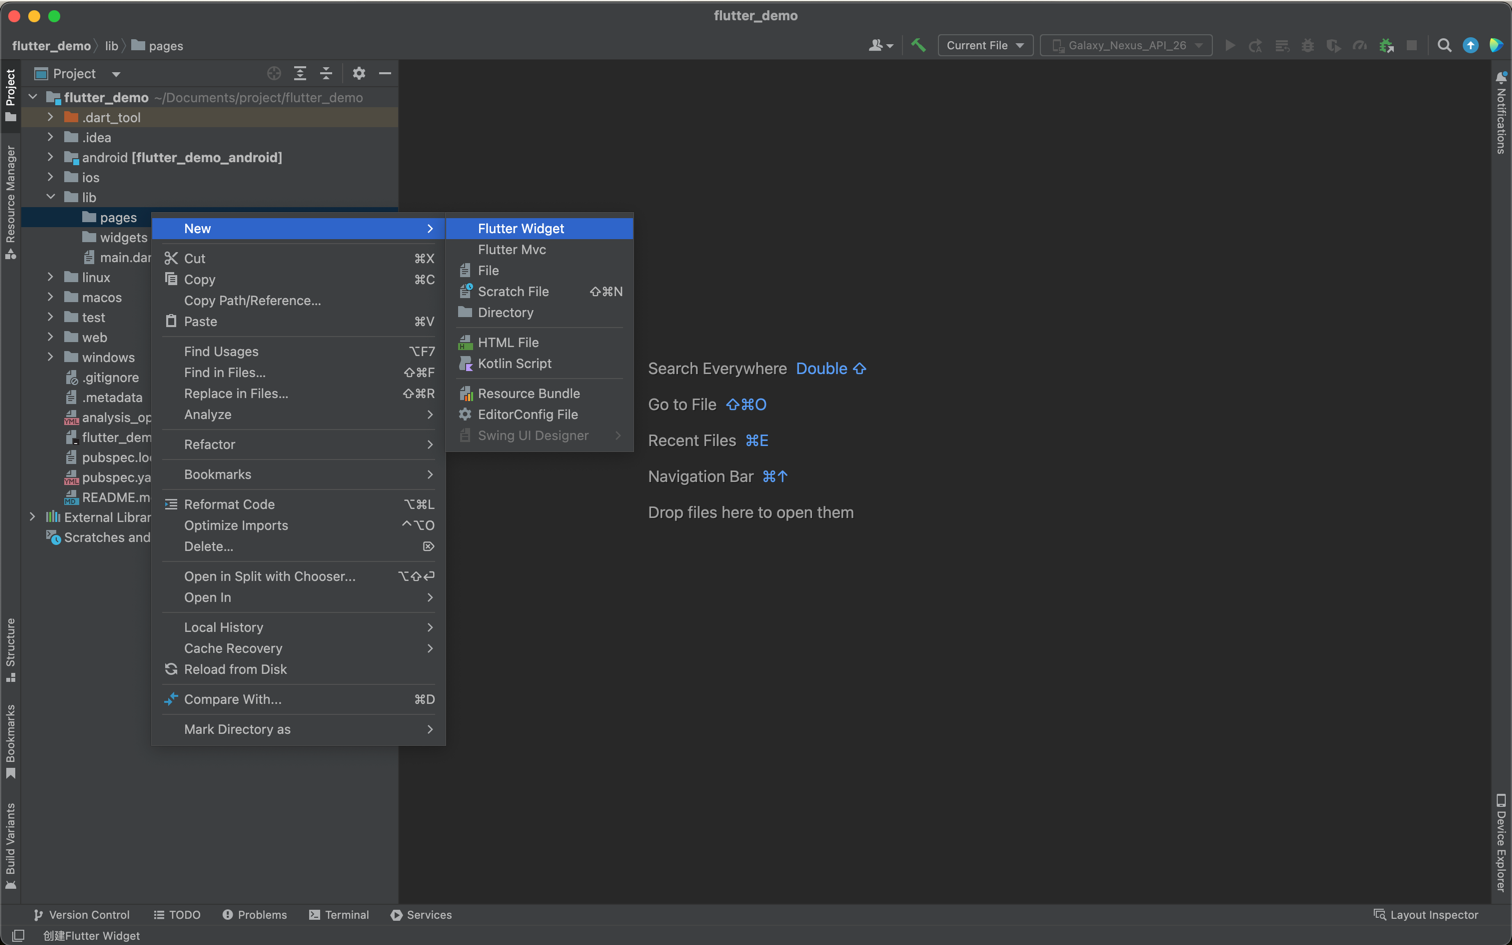 flutter_demo
flutter_demo lib pages
Current File
Galaxy_Nexus_API_26
Project
Project
flutter_demo ~/Documents/project/flutter_demo
.dart_tool
.idea
android [flutter_demo_android]
ios
lib
pages
widgets
main.dar
linux
macos
test
web
windows
.gitignore
.metadata
analysis_op
flutter_dem
pubspec.loc
pubspec.ya
README.m
External Librar
Scratches and
New
Cut ⌘X
Copy ⌘C
Copy Path/Reference...
Paste ⌘V
Find Usages ⌥F7
Find in Files... ⇧⌘F
Replace in Files... ⇧⌘R
Analyze
Refactor
Bookmarks
Reformat Code ⌥⌘L
Optimize Imports ^⌥O
Delete... ⌦
Open in Split with Chooser... ⌥⇧⏎
Open In
Local History
Cache Recovery
Reload from Disk
Compare With... ⌘D
Mark Directory as
Flutter Widget
Flutter Mvc
File
Scratch File ⇧⌘N
Directory
HTML File
Kotlin Script
Resource Bundle
EditorConfig File
Swing UI Designer
Search Everywhere Double ⇧
Go to File ⇧⌘O
Recent Files ⌘E
Navigation Bar ⌘↑
Drop files here to open them
Resource Manager
Structure
Bookmarks
Build Variants
Notifications
Device Explorer
Version Control
TODO
Problems
Terminal
Services
Layout Inspector
创建Flutter Widget